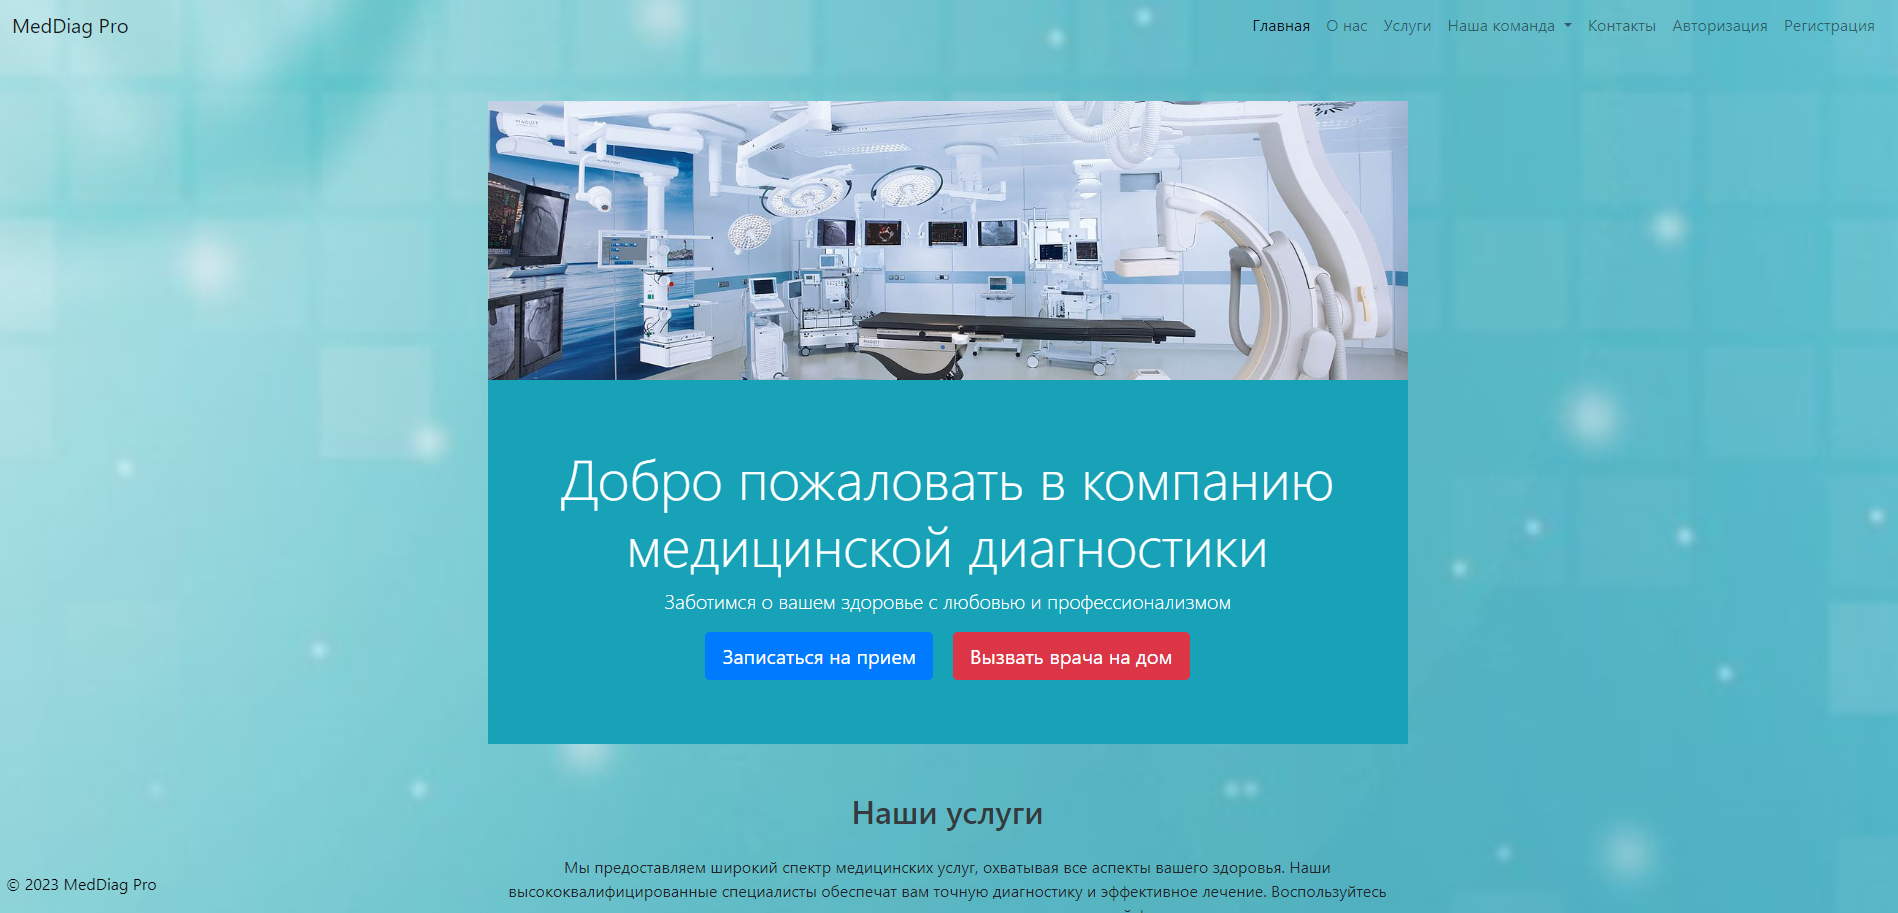 MedDiag Pro
Главная О нас Услуги Наша команда Контакты Авторизация Регистрация
MAQUET
Добро пожаловать в компанию
медицинской диагностики
Заботимся о вашем здоровье с любовью и профессионализмом
Записаться на прием Вызвать врача на дом
Наши услуги
Мы предоставляем широкий спектр медицинских услуг, охватывая все аспекты вашего здоровья. Наши
высококвалифицированные специалисты обеспечат вам точную диагностику и эффективное лечение. Воспользуйтесь
© 2023 MedDiag Pro